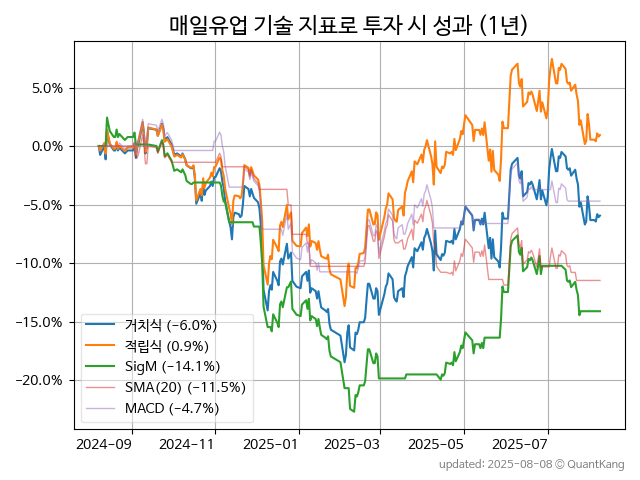 매일유업 기술 지표로 투자 시 성과 (1년)
5.0%
0.0%
−5.0%
−10.0%
−15.0%
−20.0%
거치식 (−6.0%)
적립식 (0.9%)
SigM (−14.1%)
SMA(20) (−11.5%)
MACD (−4.7%)
2024-09 2024-11 2025-01 2025-03 2025-05 2025-07
updated: 2025-08-08 © QuantKang